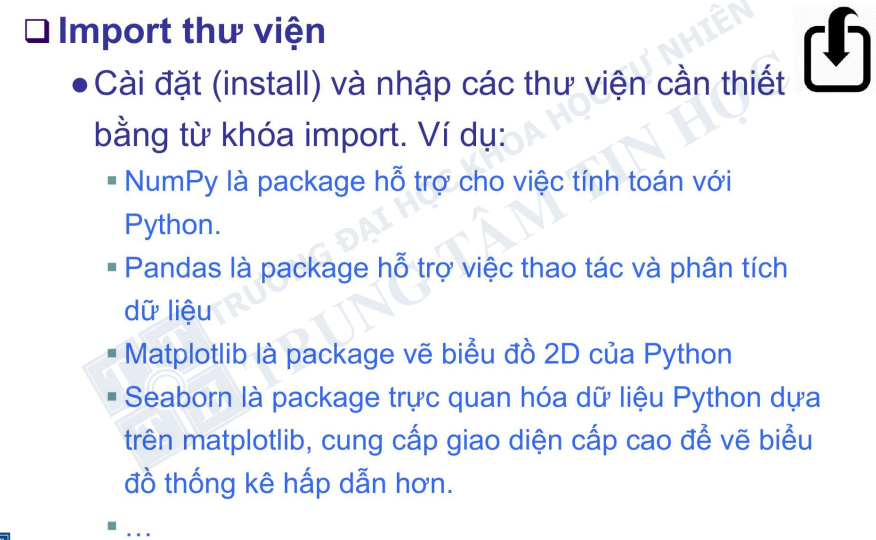 Import thư viện
Cài đặt (install) và nhập các thư viện cần thiết
bằng từ khóa import. Ví dụ:
NumPy là package hỗ trợ cho việc tính toán với
Python.
Pandas là package hỗ trợ việc thao tác và phân tích
dữ liệu
Matplotlib là package vẽ biểu đồ 2D của Python
Seaborn là package trực quan hóa dữ liệu Python dựa
trên matplotlib, cung cấp giao diện cấp cao để vẽ biểu
đồ thống kê hấp dẫn hơn.
…
TRƯỜNG ĐẠI HỌC KHOA HỌC TỰ NHIÊN
TRUNG TÂM TIN HỌC